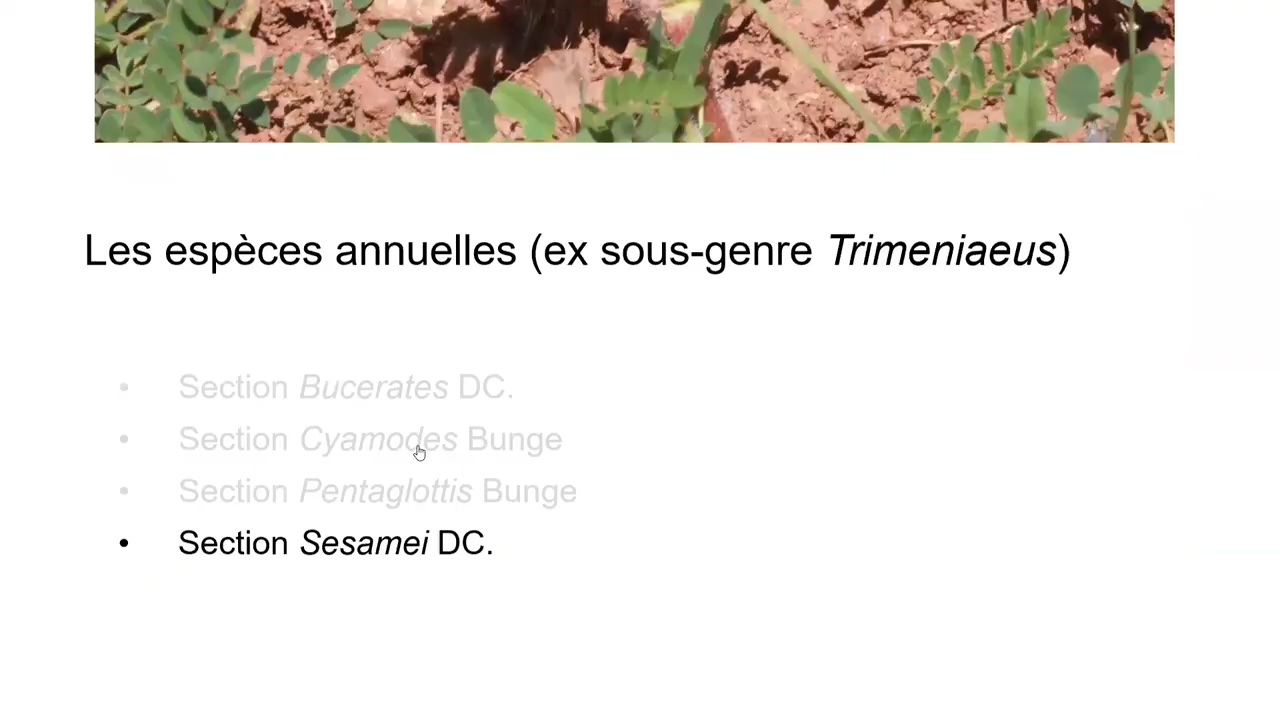 Les espèces annuelles (ex sous-genre Trimeniaeus)
• Section Bucerates DC.
• Section Cyamodes Bunge
• Section Pentaglottis Bunge
• Section Sesamei DC.